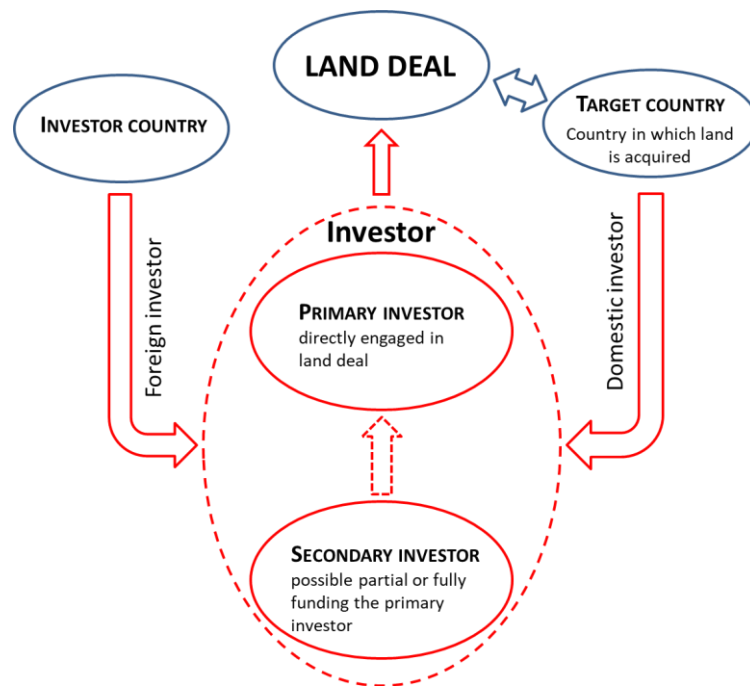 LAND DEAL
INVESTOR COUNTRY
TARGET COUNTRY
Country in which land
is acquired
Foreign investor
Domestic investor
Investor
PRIMARY INVESTOR
directly engaged in
land deal
SECONDARY INVESTOR
possible partial or fully
funding the primary
investor